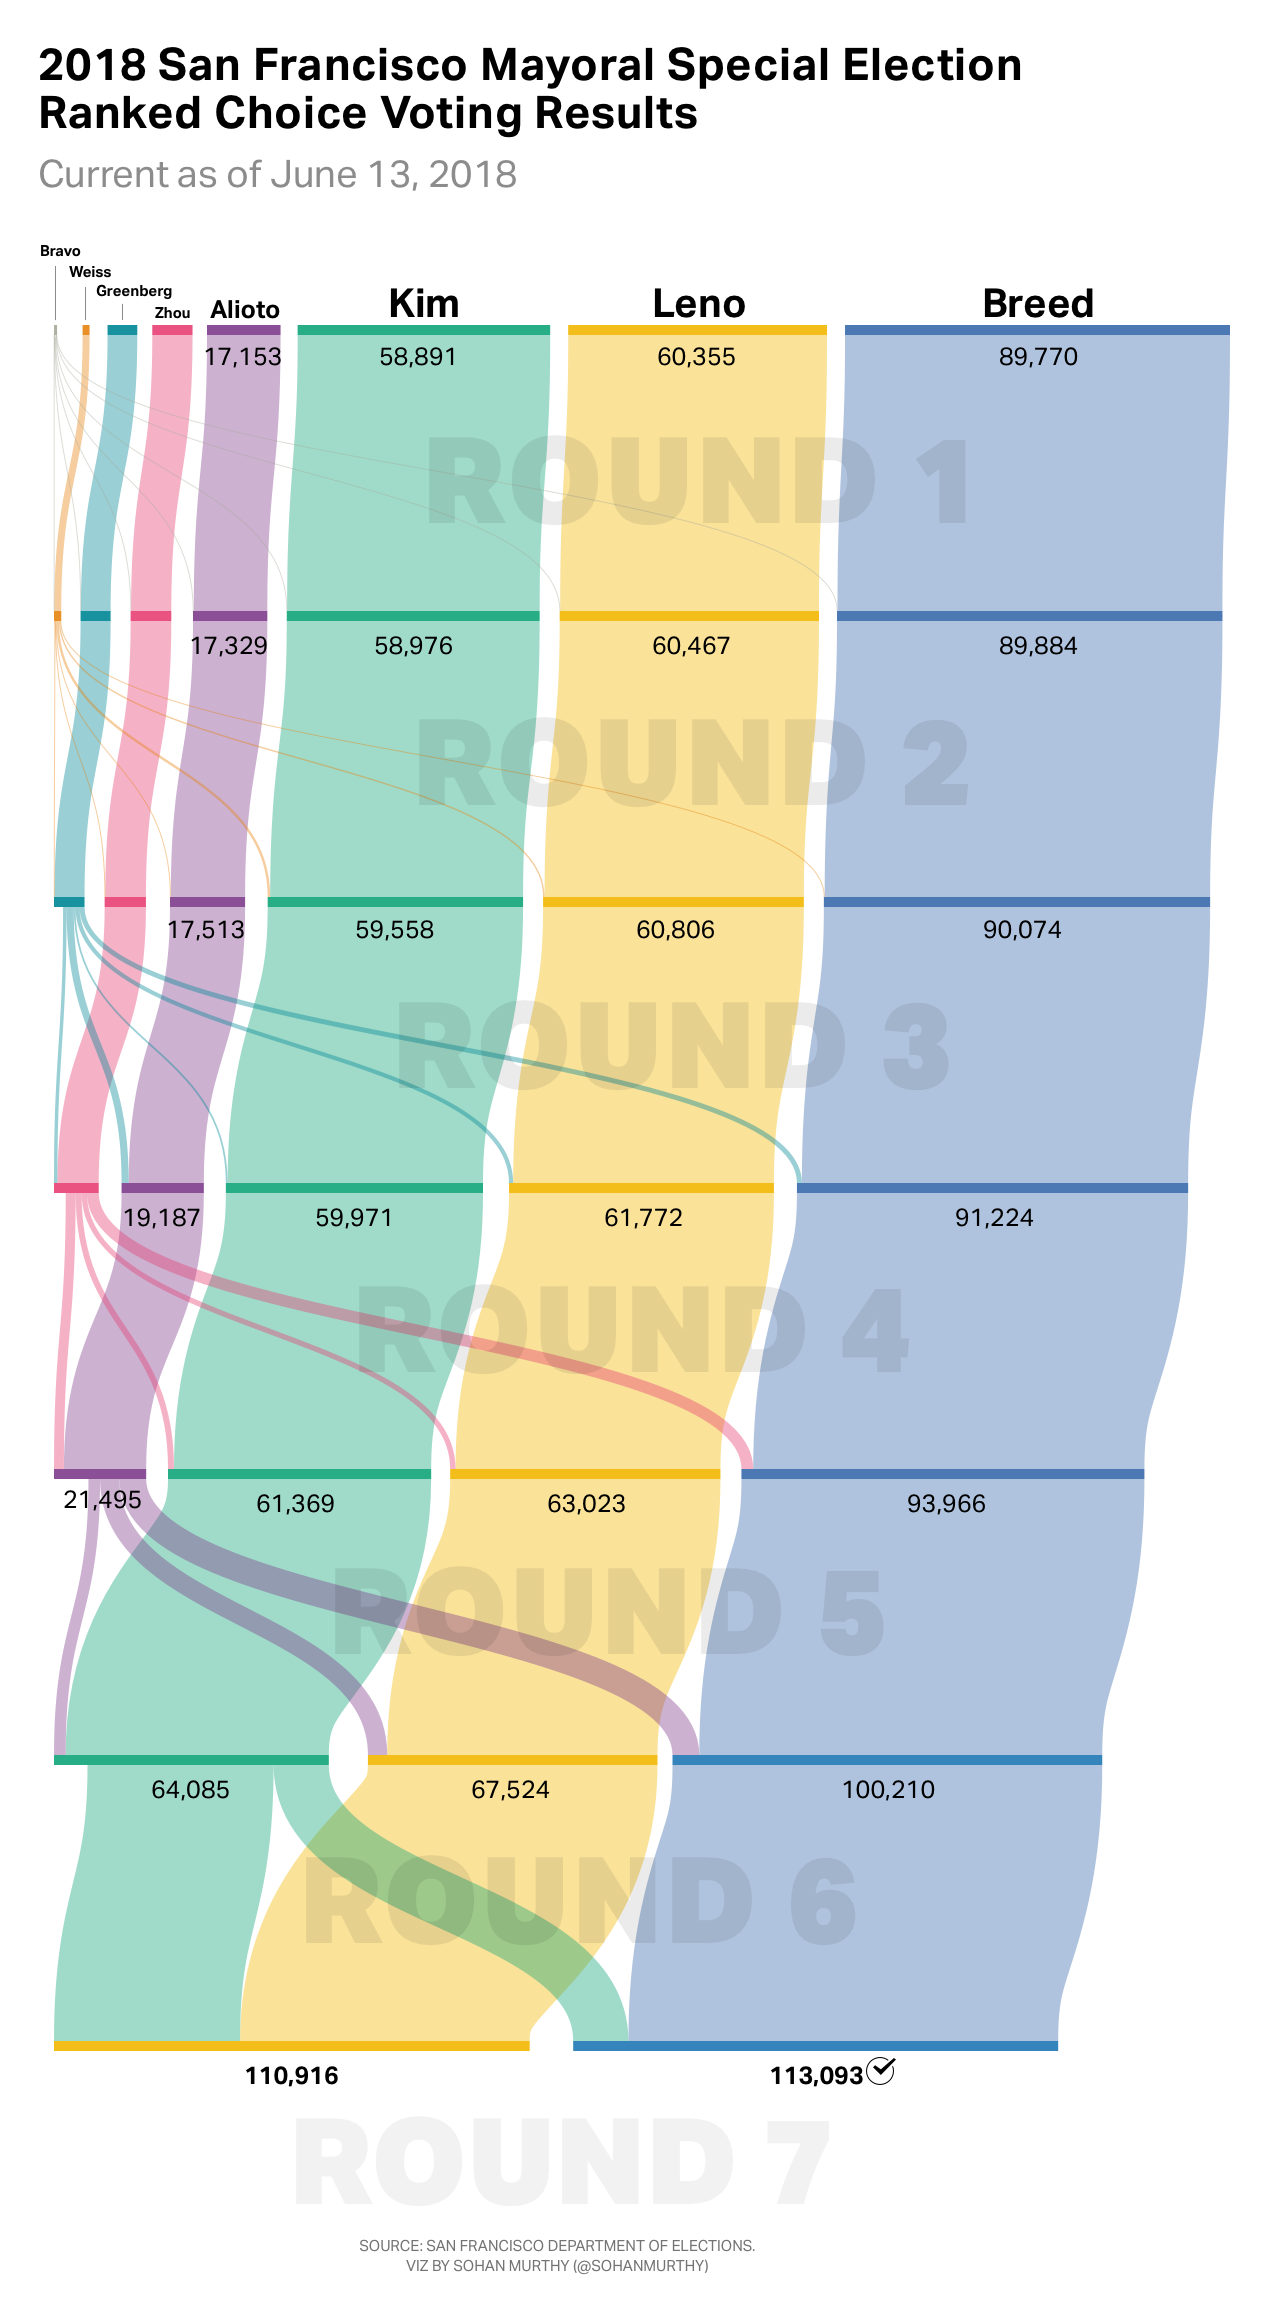 2018 San Francisco Mayoral Special Election
Ranked Choice Voting Results
Current as of June 13, 2018
Bravo
Weiss
Greenberg
Zhou
Alioto
Kim
Leno
Breed
17,153
58,891
60,355
89,770
ROUND 1
17,329
58,976
60,467
89,884
ROUND 2
17,513
59,558
60,806
90,074
ROUND 3
19,187
59,971
61,772
91,224
ROUND 4
21,495
61,369
63,023
93,966
ROUND 5
64,085
67,524
100,210
ROUND 6
110,916
113,093
ROUND 7
SOURCE: SAN FRANCISCO DEPARTMENT OF ELECTIONS.
VIZ BY SOHAN MURTHY (@SOHANMURTHY)